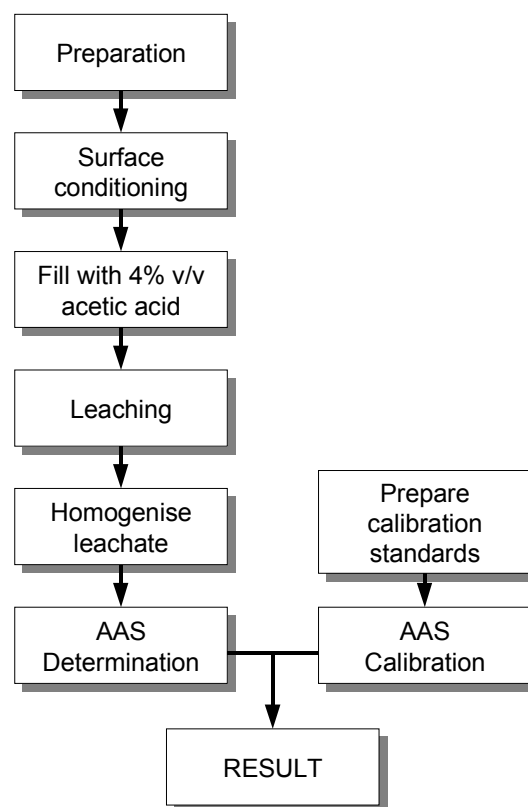 Preparation
Surface
conditioning
Fill with 4% v/v
acetic acid
Leaching
Homogenise
leachate
Prepare
calibration
standards
AAS
Determination
AAS
Calibration
RESULT